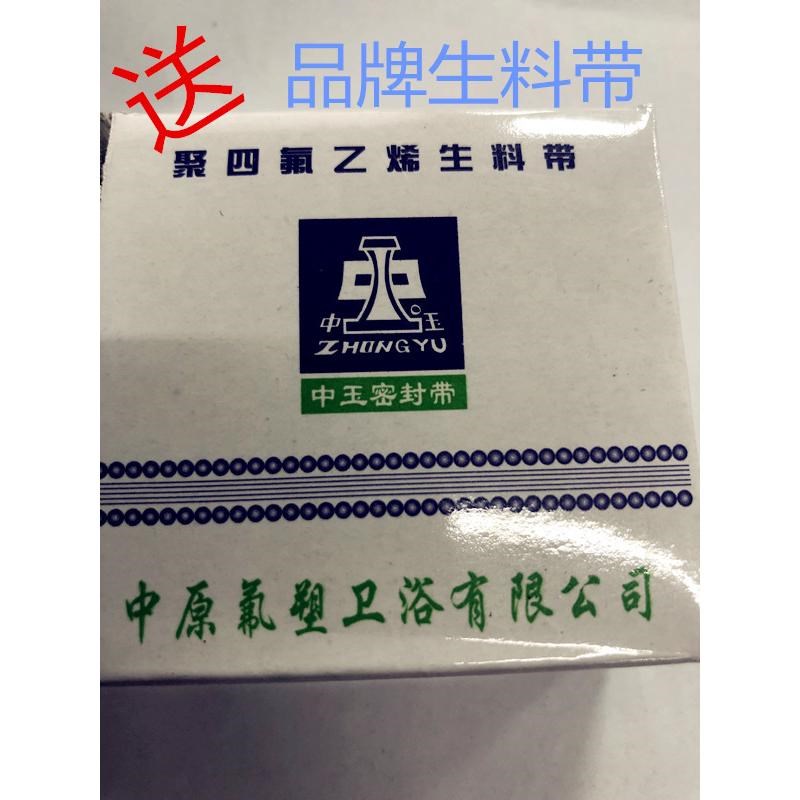 送 品牌生料带
聚四氟乙烯生料带
中玉
ZHONGYU
中玉密封带
中原氟塑卫浴有限公司